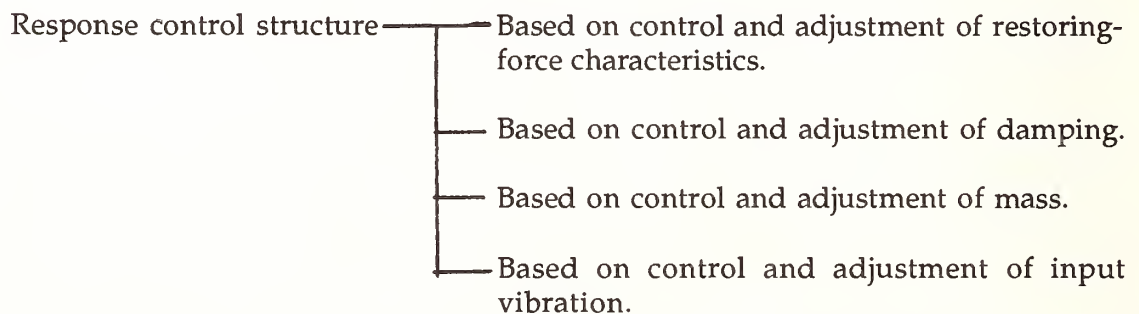 Response control structure Based on control and adjustment of restoring-
force characteristics.
Based on control and adjustment of damping.
Based on control and adjustment of mass.
Based on control and adjustment of input
vibration.